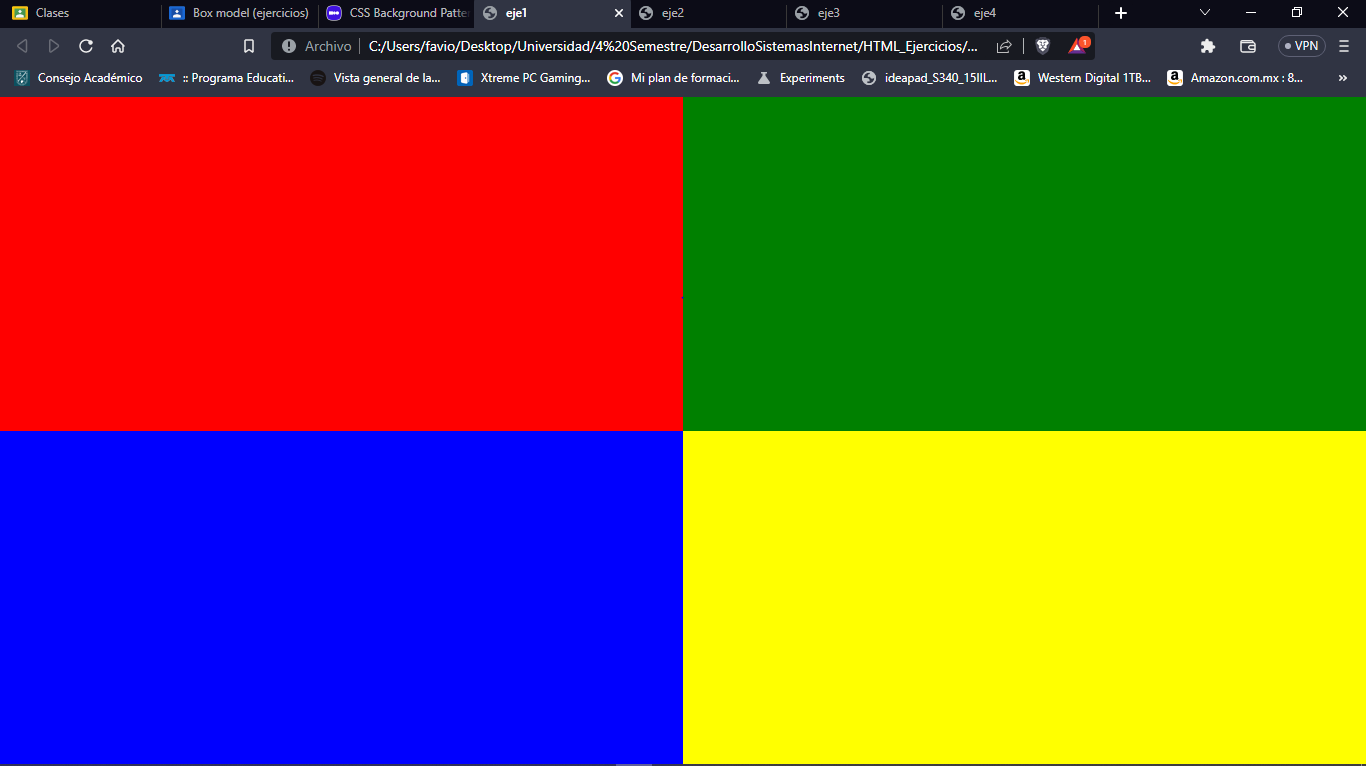 Clases Box model (ejercicios) CSS Background Patte eje1 eje2 eje3 eje4
Archivo C:/Users/favio/Desktop/Universidad/4%20Semestre/DesarrolloSistemasInternet/HTML_Ejercicios/... 1 VPN
Consejo Académico :: Programa Educati... Vista general de la... Xtreme PC Gaming... Mi plan de formaci... Experiments ideapad_S340_15IIL... Western Digital 1TB... Amazon.com.mx : 8... »